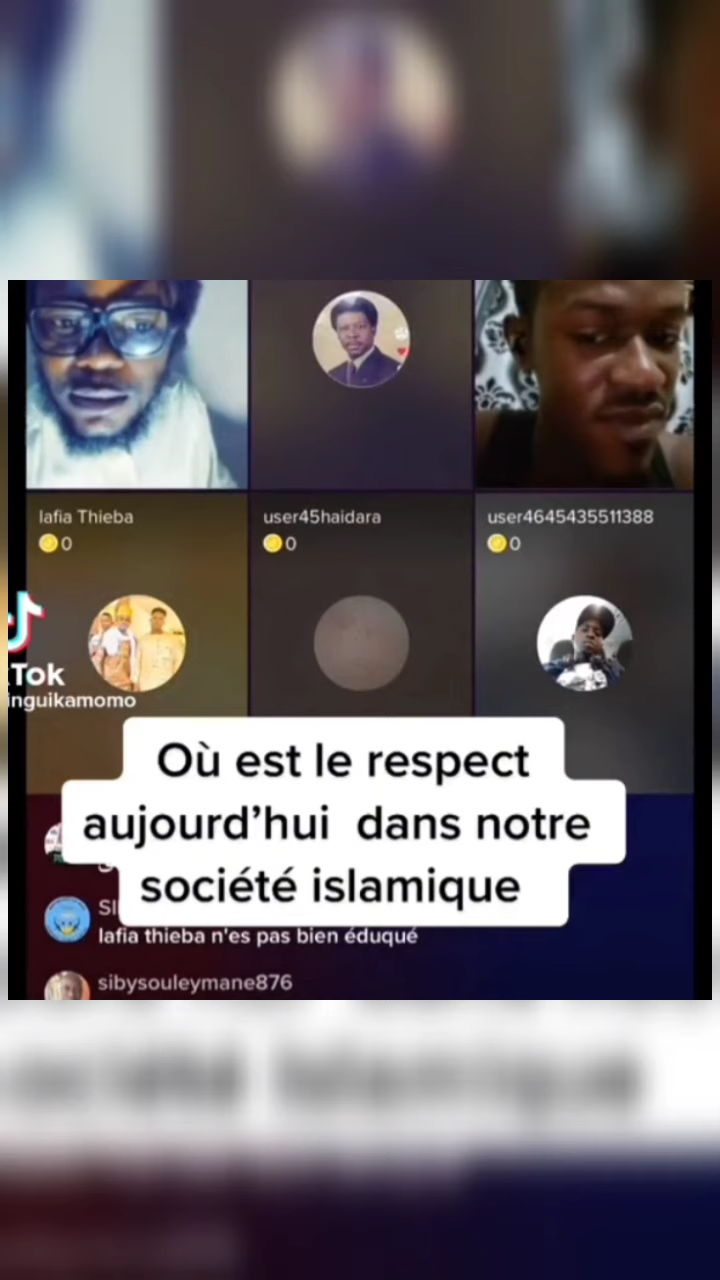 lafia Thieba
user45haidara
user4645435511388
0
0
0
Tok
inguikamomo
Où est le respect
aujourd'hui dans notre
société islamique
lafia thieba n'es pas bien éduqué
sibysouleymane876